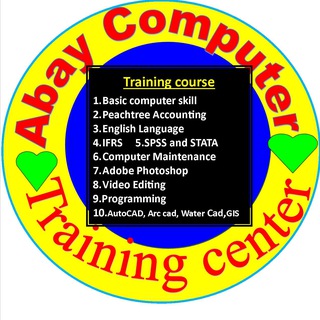 Abay Computer
Training course
1.Basic computer skill
2.Peachtree Accounting
3.English Language
4.IFRS 5.SPSS and STATA
6.Computer Maintenance
7.Adobe Photoshop
8.Video Editing
9.Programming
10.AutoCAD, Arc cad, Water Cad,GIS
Training center